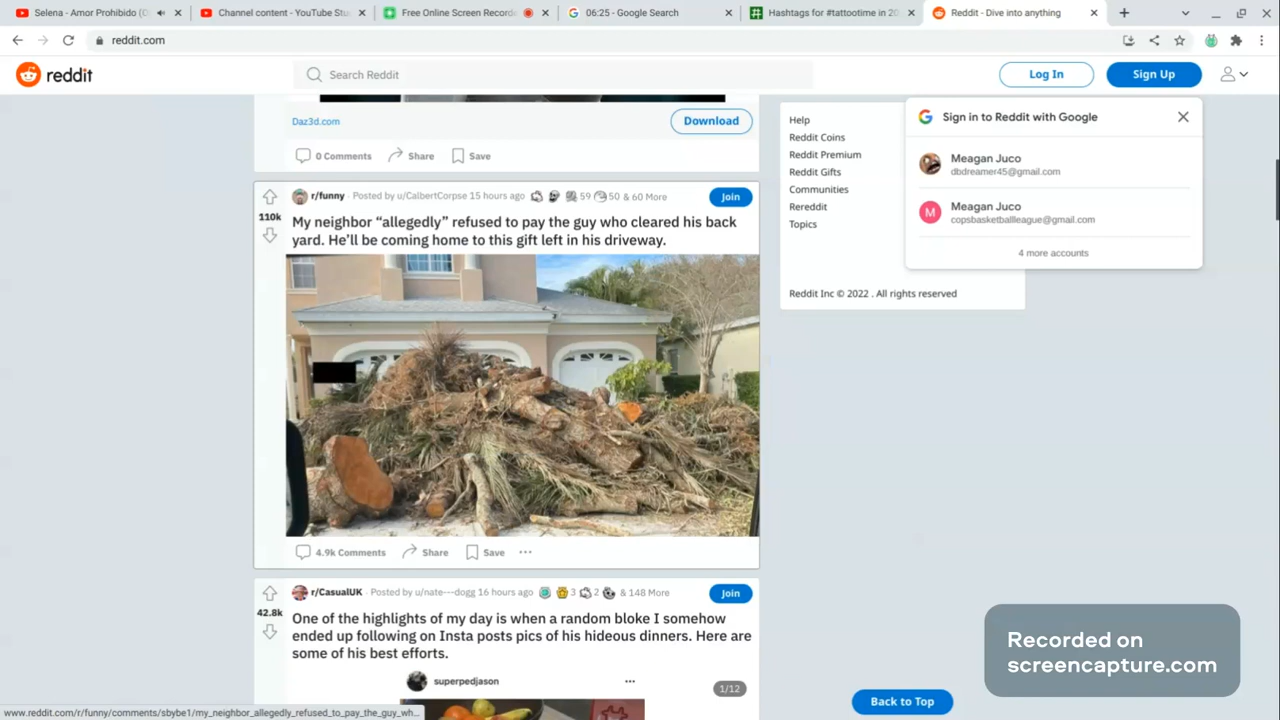 Selena - Amor Prohibido (O
Channel content - YouTube Stu
Free Online Screen Recorde
06:25 - Google Search
Hashtags for #tattootime in 20
Reddit - Dive into anything
reddit.com
reddit
Search Reddit
Log In
Sign Up
Daz3d.com
Download
0 Comments
Share
Save
Help
Reddit Coins
Reddit Premium
Reddit Gifts
Communities
Rereddit
Topics
Reddit Inc © 2022 . All rights reserved
Sign in to Reddit with Google
Meagan Juco
dbdreamer45@gmail.com
M
Meagan Juco
copsbasketballleague@gmail.com
4 more accounts
110k
r/funny · Posted by u/CalbertCorpse 15 hours ago 59 50 & 60 More
Join
My neighbor “allegedly” refused to pay the guy who cleared his back
yard. He’ll be coming home to this gift left in his driveway.
4.9k Comments
Share
Save
42.8k
r/CasualUK · Posted by u/nate---dogg 16 hours ago 3 2 & 148 More
Join
One of the highlights of my day is when a random bloke I somehow
ended up following on Insta posts pics of his hideous dinners. Here are
some of his best efforts.
superpedjason
1/12
Recorded on
screencapture.com
Back to Top
www.reddit.com/r/funny/comments/sbybe1/my_neighbor_allegedly_refused_to_pay_the_guy_wh...